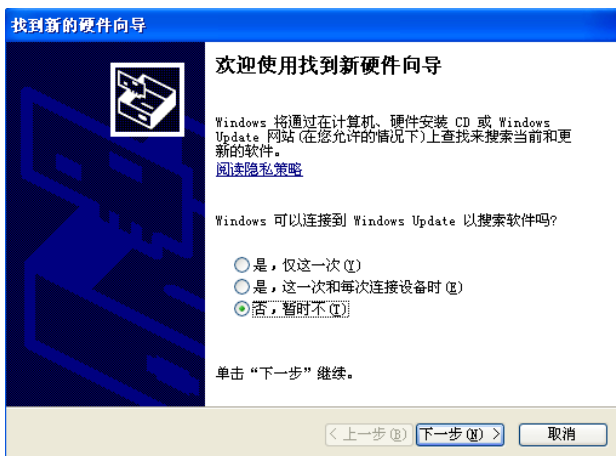 找到新的硬件向导
欢迎使用找到新硬件向导
Windows 将通过在计算机、硬件安装 CD 或 Windows
Update 网站(在您允许的情况下)上查找来搜索当前和更
新的软件。
阅读隐私策略
Windows 可以连接到 Windows Update 以搜索软件吗?
是，仅这一次(Y)
是，这一次和每次连接设备时(E)
否，暂时不(T)
单击“下一步”继续。
< 上一步(B) 下一步(N) > 取消